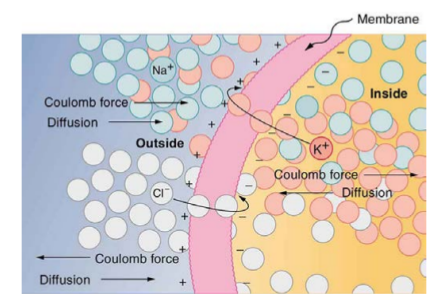 Membrane
Na⁺
Inside
Coulomb force
Diffusion
Outside
K⁺
Coulomb force
Diffusion
Cl⁻
Coulomb force
Diffusion